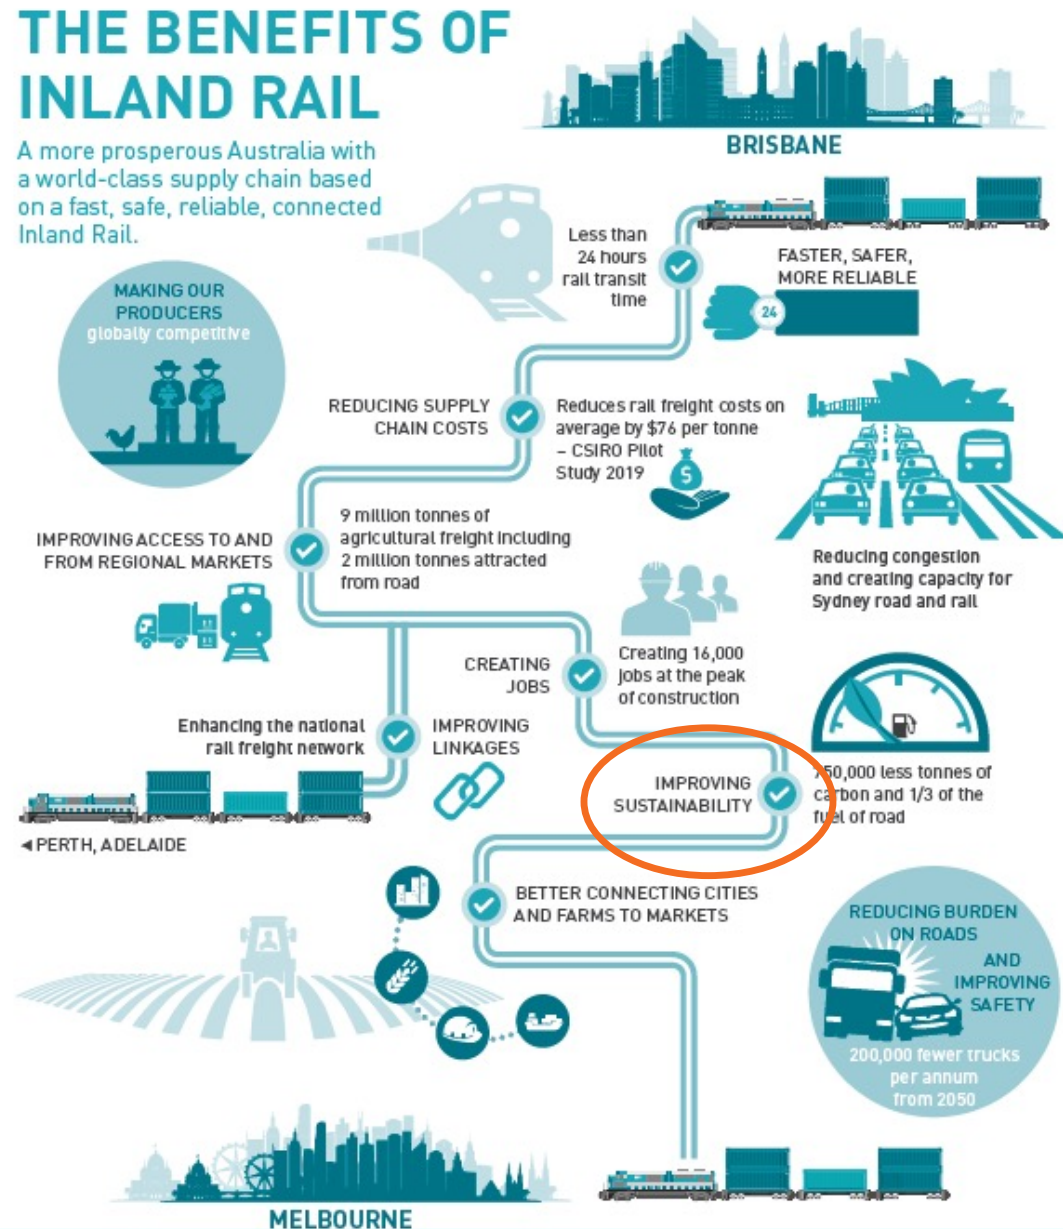 THE BENEFITS OF
INLAND RAIL
A more prosperous Australia with
a world-class supply chain based
on a fast, safe, reliable, connected
Inland Rail.
BRISBANE
Less than
24 hours
rail transit
time
FASTER, SAFER,
MORE RELIABLE
24
MAKING OUR
PRODUCERS
globally competitive
REDUCING SUPPLY
CHAIN COSTS
Reduces rail freight costs on
average by $76 per tonne
– CSIRO Pilot
Study 2019
$
IMPROVING ACCESS TO AND
FROM REGIONAL MARKETS
9 million tonnes of
agricultural freight including
2 million tonnes attracted
from road
Reducing congestion
and creating capacity for
Sydney road and rail
CREATING
JOBS
Creating 16,000
jobs at the peak
of construction
Enhancing the national
rail freight network
IMPROVING
LINKAGES
◄ PERTH, ADELAIDE
IMPROVING
SUSTAINABILITY
750,000 less tonnes of
carbon and 1/3 of the
fuel of road
BETTER CONNECTING CITIES
AND FARMS TO MARKETS
REDUCING BURDEN
ON ROADS
AND
IMPROVING
SAFETY
200,000 fewer trucks
per annum
from 2050
MELBOURNE